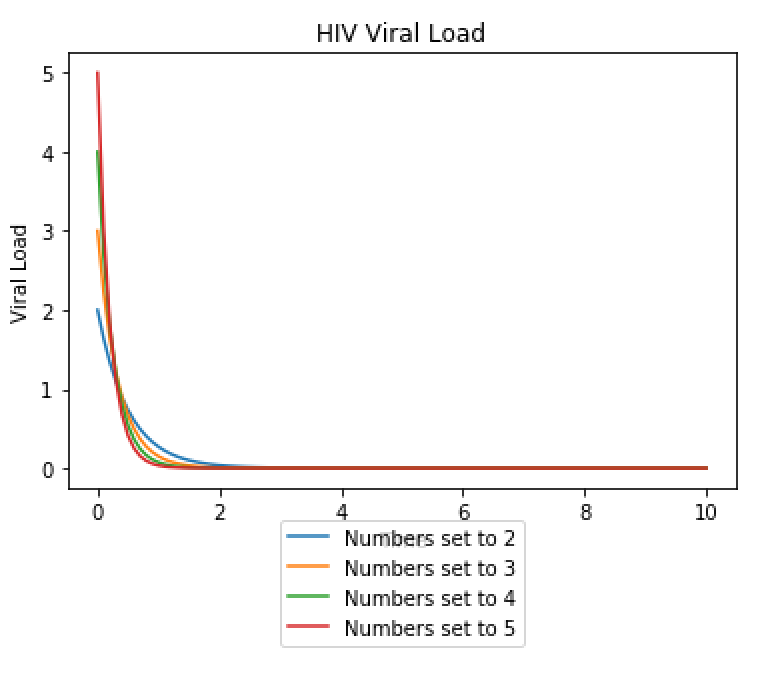 HIV Viral Load
5
4
3
2
1
0
Viral Load
0 2 4 6 8 10
Numbers set to 2
Numbers set to 3
Numbers set to 4
Numbers set to 5